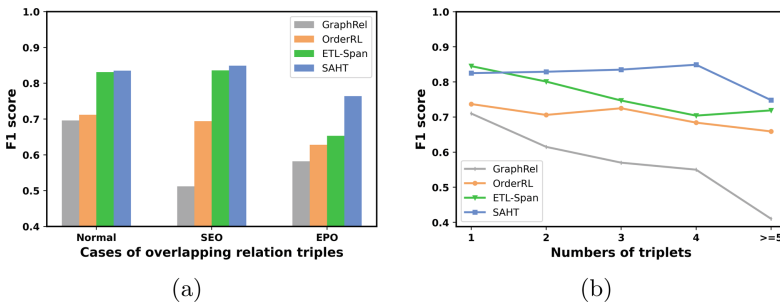 1.0
0.9
0.8
0.7
0.6
0.5
0.4
F1 score
GraphRel
OrderRL
ETL-Span
SAHT
Normal
SEO
EPO
Cases of overlapping relation triples
(a)
1.0
0.9
0.8
0.7
0.6
0.5
0.4
F1 score
GraphRel
OrderRL
ETL-Span
SAHT
1
2
3
4
>=5
Numbers of triplets
(b)